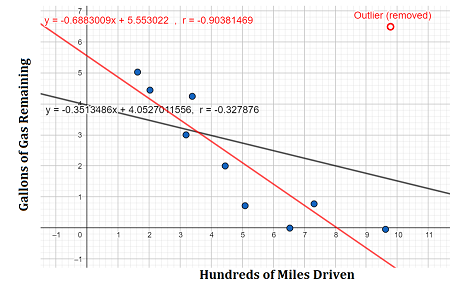 7
y = -0.6883009x + 5.553022 , r = -0.90381469
Outlier (removed)
6
5
4
y = -0.3513486x + 4.0527011556, r = -0.327876
3
2
1
−1 0 1 2 3 4 5 6 7 8 9 10 11
−1
Gallons of Gas Remaining
Hundreds of Miles Driven